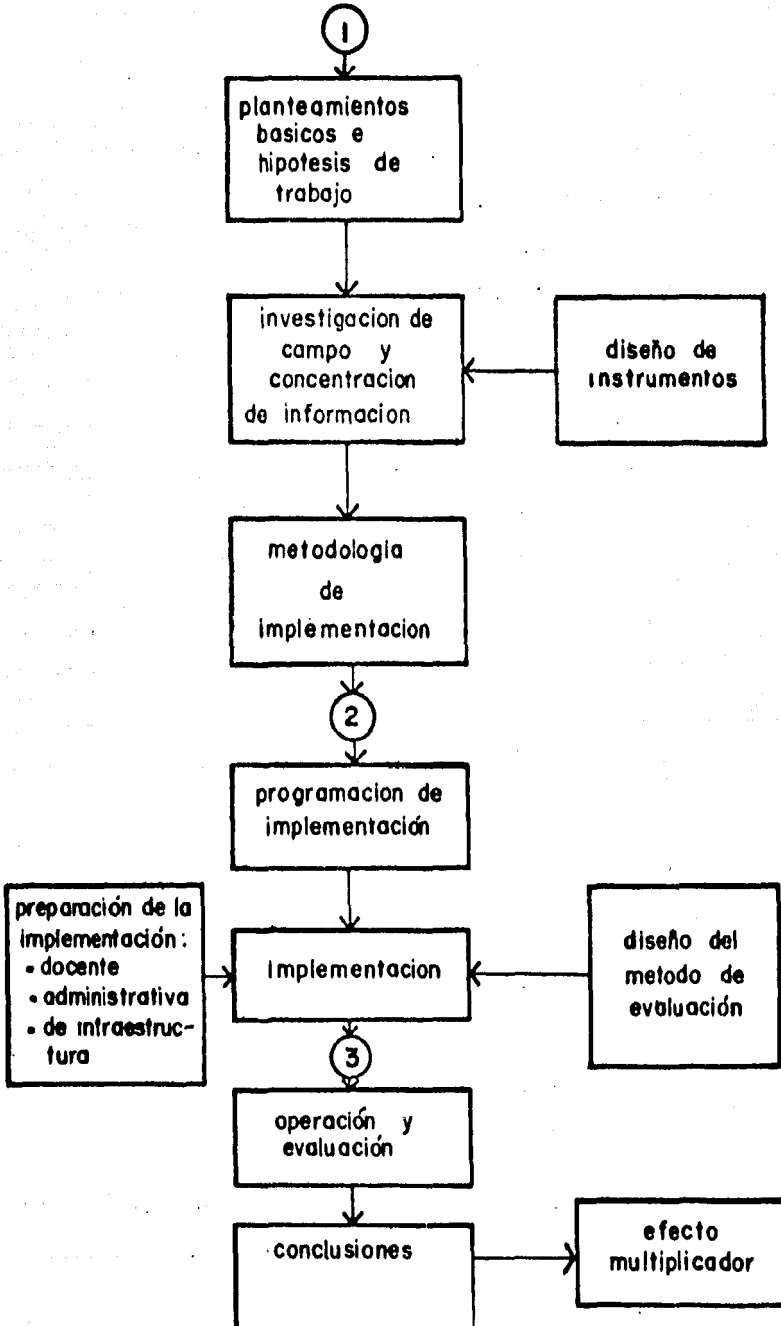 1
planteamientos
basicos e
hipotesis de
trabajo
investigacion de
campo y
concentracion
de informacion
diseño de
instrumentos
metodologia
de
implementacion
2
programacion de
implementación
preparación de la
implementación:
• docente
• administrativa
• de infraestruc-
tura
implementacion
diseño del
metodo de
evaluación
3
operación y
evaluación
conclusiones
efecto
multiplicador